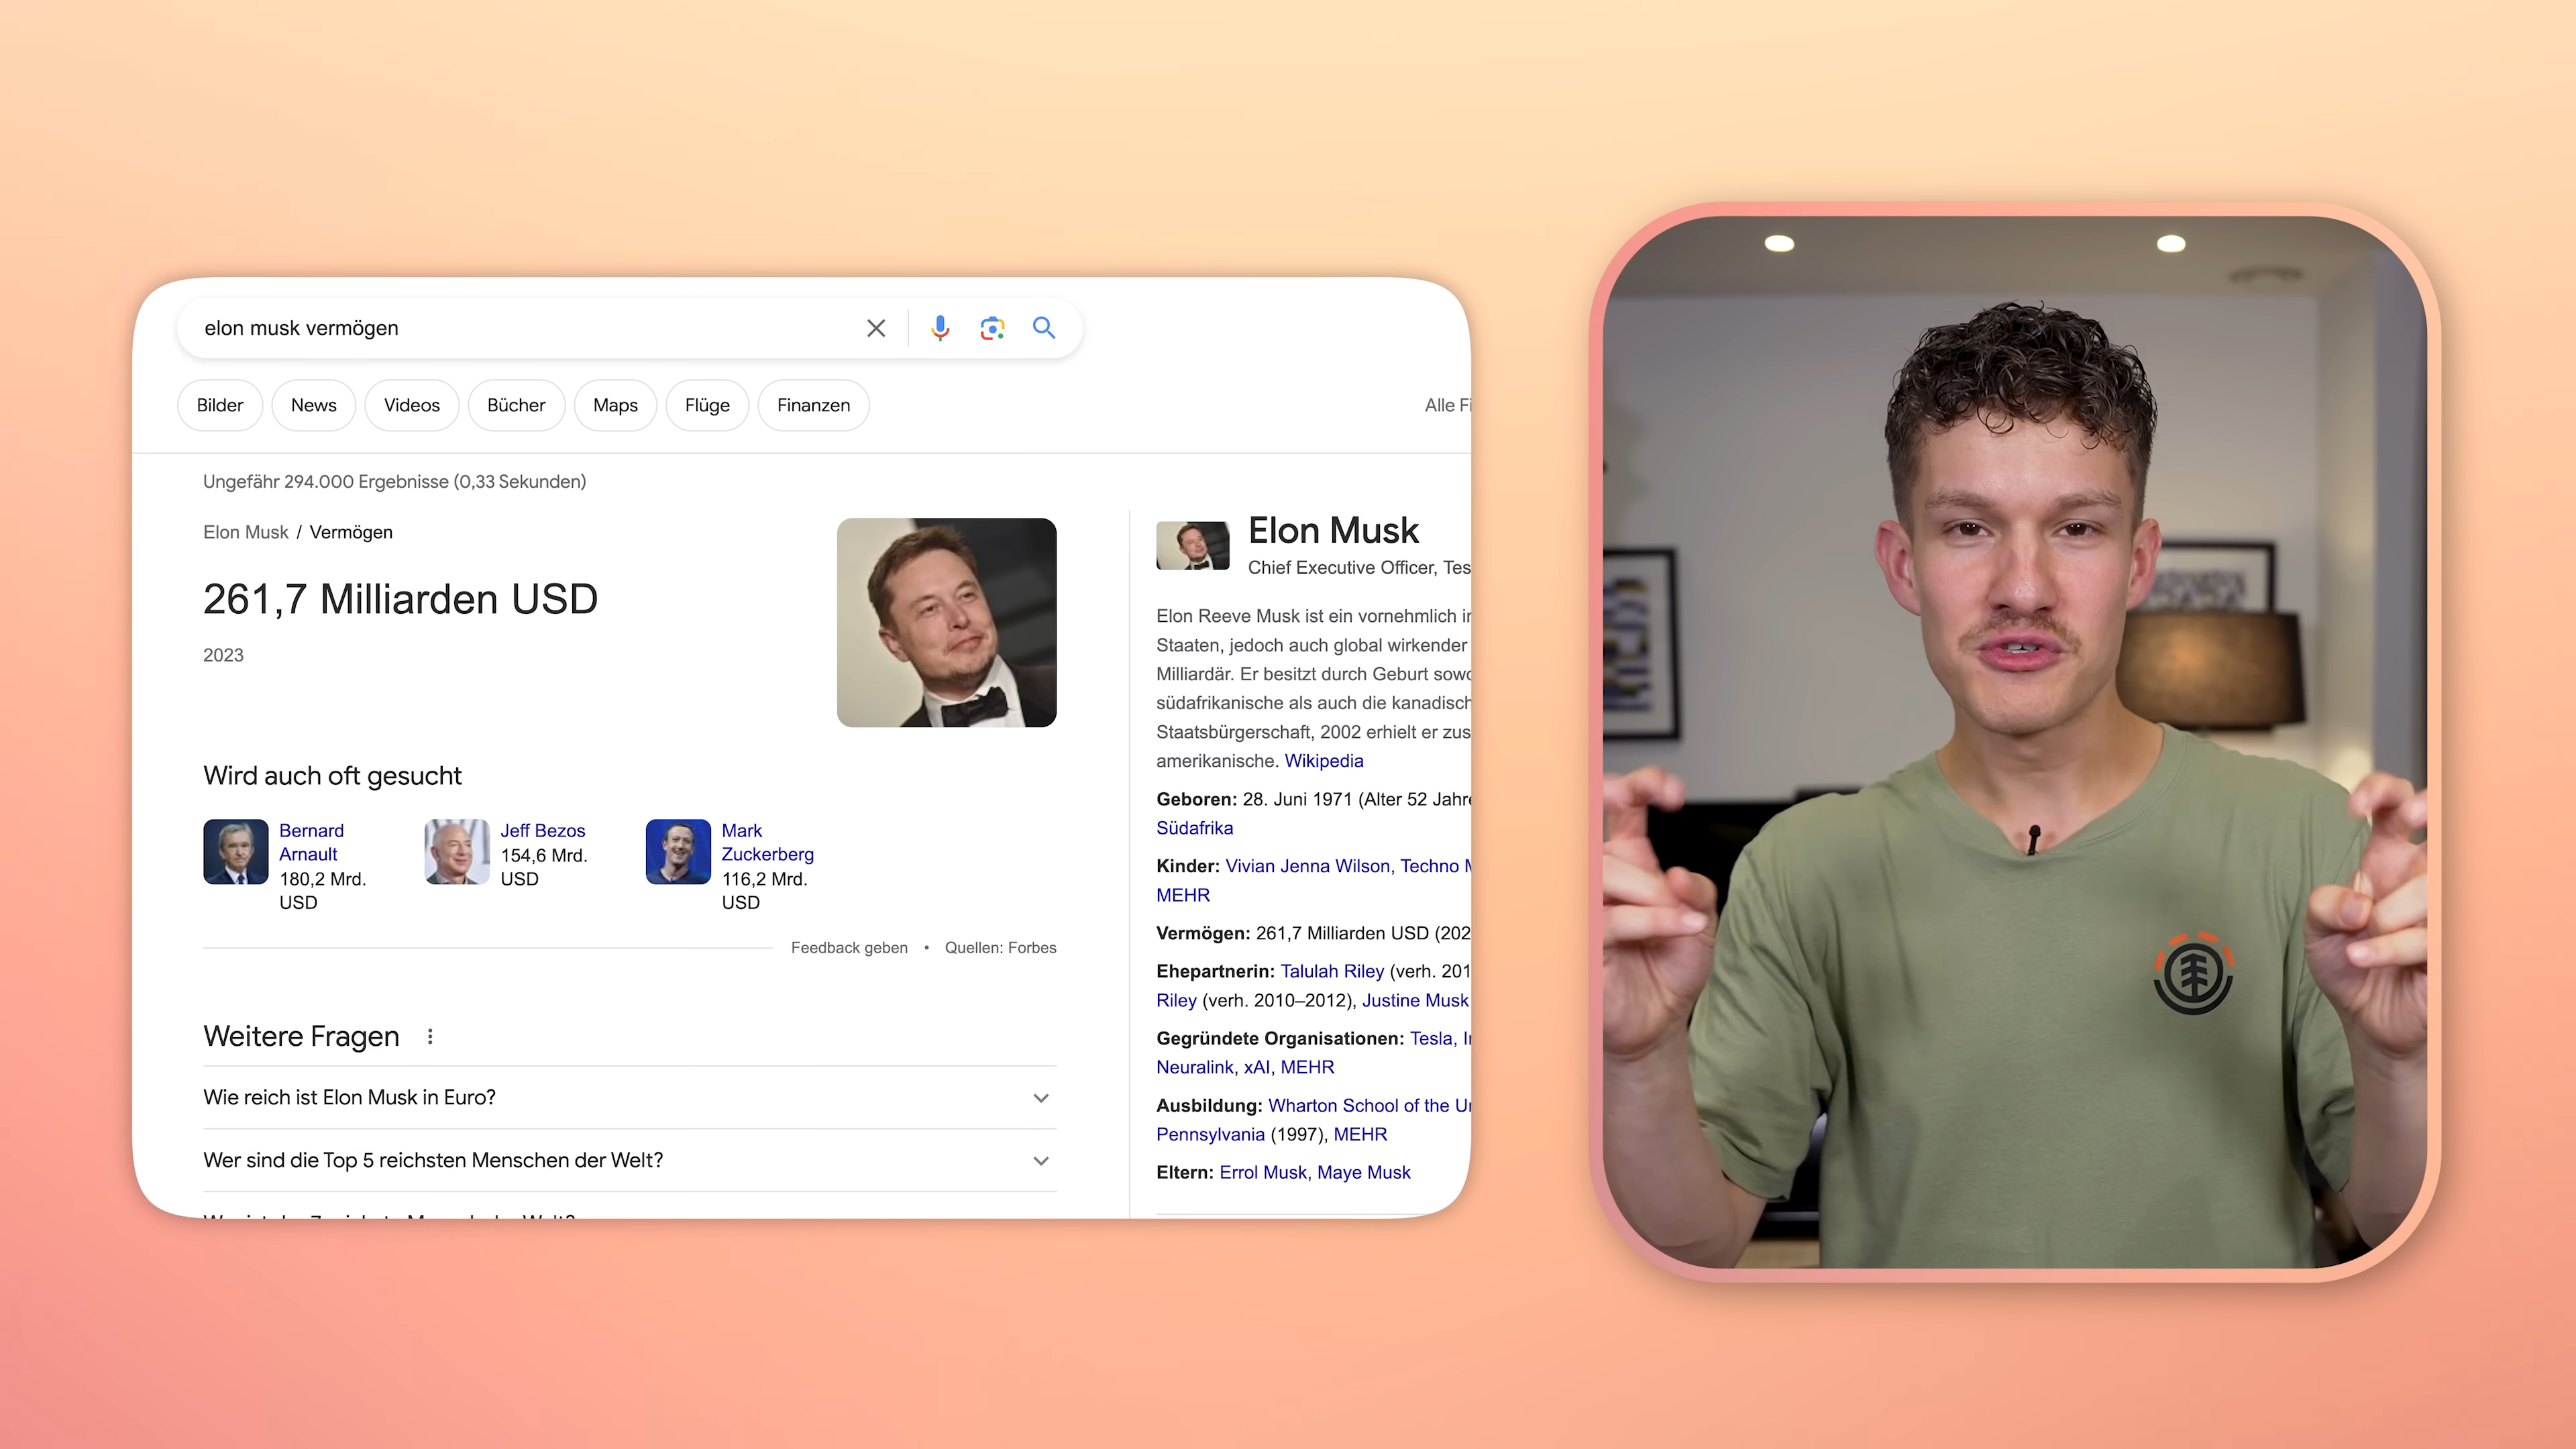 elon musk vermögen
Bilder
News
Videos
Bücher
Maps
Flüge
Finanzen
Alle
Ungefähr 294.000 Ergebnisse (0,33 Sekunden)
Elon Musk / Vermögen
261,7 Milliarden USD
2023
Wird auch oft gesucht
Bernard
Arnault
180,2 Mrd.
USD
Jeff Bezos
154,6 Mrd.
USD
Mark
Zuckerberg
116,2 Mrd.
USD
Feedback geben • Quellen: Forbes
Weitere Fragen
Wie reich ist Elon Musk in Euro?
Wer sind die Top 5 reichsten Menschen der Welt?
Elon Musk
Chief Executive Officer,
Elon Reeve Musk ist ein vornehmlich
Staaten, jedoch auch global wirkender
Milliardär. Er besitzt durch Geburt
südafrikanische als auch die
Staatsbürgerschaft, 2002 erhielt er
amerikanische. Wikipedia
Geboren: 28. Juni 1971 (Alter 52
Südafrika
Kinder: Vivian Jenna Wilson, Techno
MEHR
Vermögen: 261,7 Milliarden USD
Ehepartnerin: Talulah Riley (verh.
Riley (verh. 2010–2012), Justine Musk
Gegründete Organisationen: Tesla,
Neuralink, xAI, MEHR
Ausbildung: Wharton School of the
Pennsylvania (1997), MEHR
Eltern: Errol Musk, Maye Musk